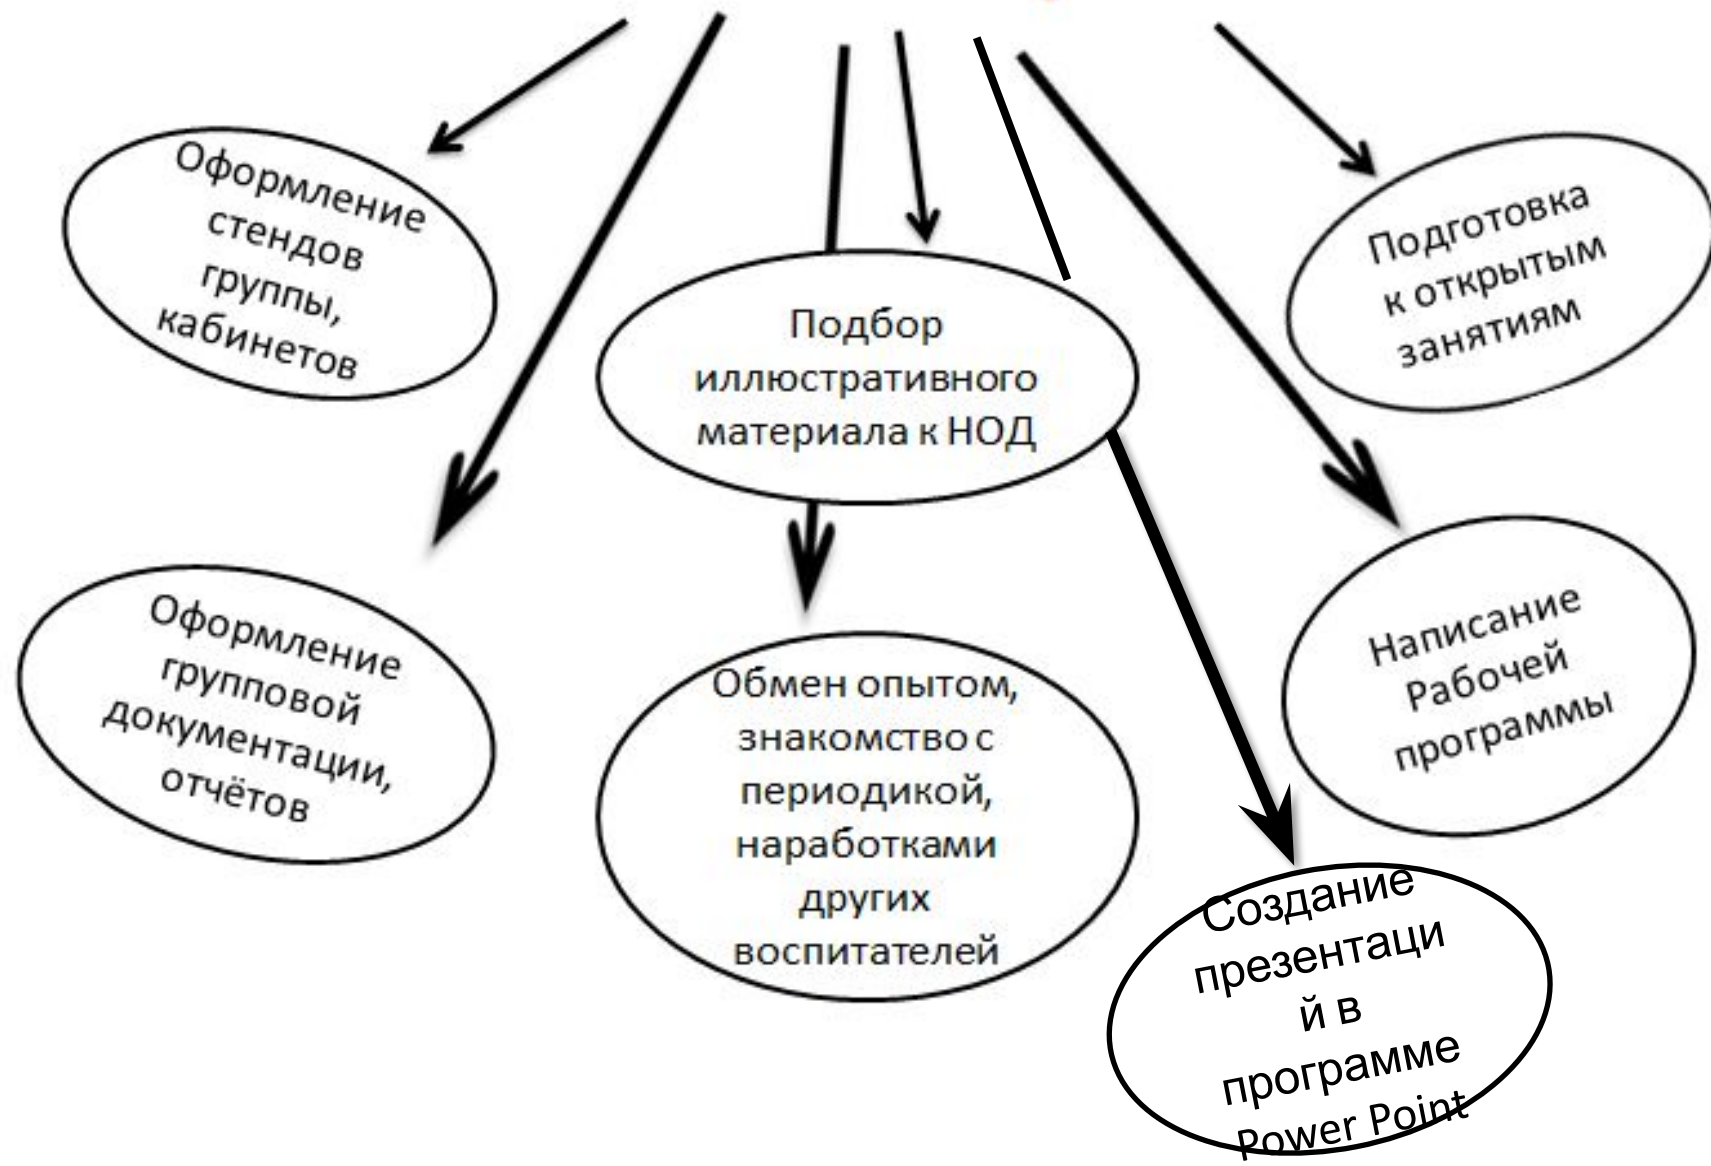 Оформление
стендов
группы,
кабинетов
Подбор
иллюстративного
материала к НОД
Подготовка
к открытым
занятиям
Оформление
групповой
документации,
отчётов
Обмен опытом,
знакомство с
периодикой,
наработками
других
воспитателей
Написание
Рабочей
программы
Создание
презентаци
й в
программе
Power Point